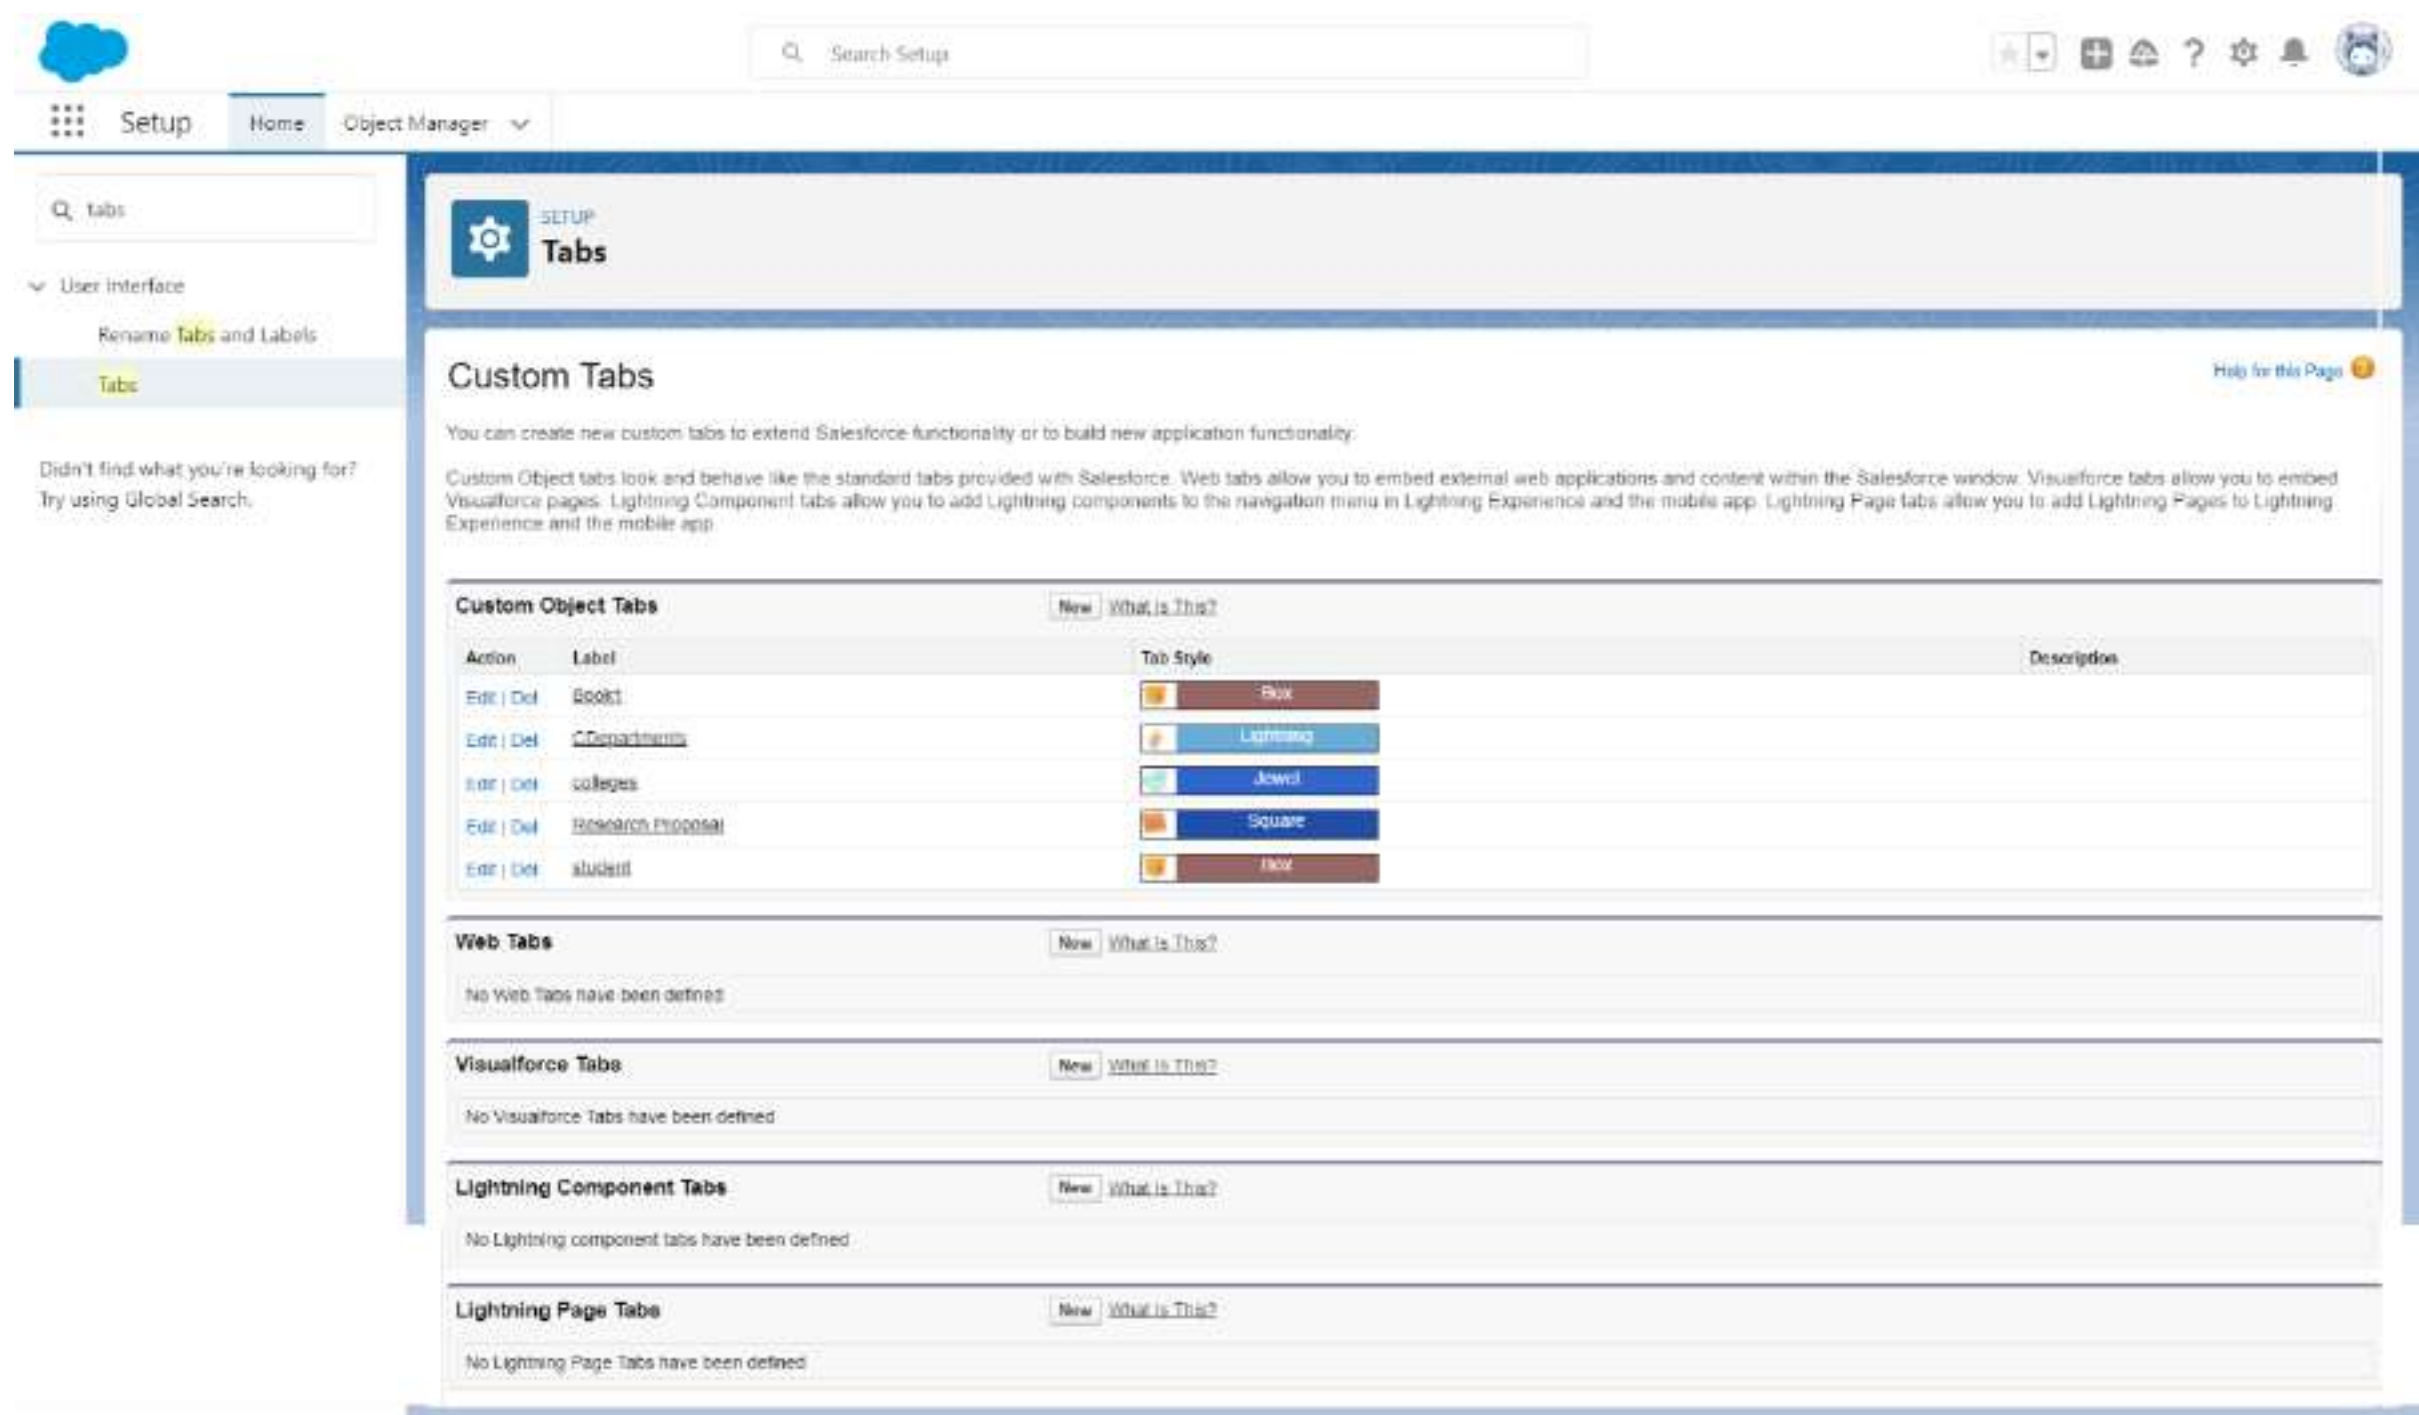 Search Setup
Setup
Home
Object Manager
tabs
User Interface
Rename Tabs and Labels
Tabs
Didn't find what you're looking for?
Try using Global Search.
SETUP
Tabs
Custom Tabs
Help for this Page
You can create new custom tabs to extend Salesforce functionality or to build new application functionality.
Custom Object tabs look and behave like the standard tabs provided with Salesforce. Web tabs allow you to embed external web applications and content within the Salesforce window. Visualforce tabs allow you to embed
Visualforce pages. Lightning Component tabs allow you to add Lightning components to the navigation menu in Lightning Experience and the mobile app. Lightning Page tabs allow you to add Lightning Pages to Lightning
Experience and the mobile app.
Custom Object Tabs New What Is This?
Action Label Tab Style Description
Edit | Del Book1 Box
Edit | Del CDepartments Lightning
Edit | Del colleges Jewel
Edit | Del Research Proposal Square
Edit | Del student Box
Web Tabs New What Is This?
No Web Tabs have been defined
Visualforce Tabs New What Is This?
No Visualforce Tabs have been defined
Lightning Component Tabs New What Is This?
No Lightning component tabs have been defined
Lightning Page Tabs New What Is This?
No Lightning Page Tabs have been defined